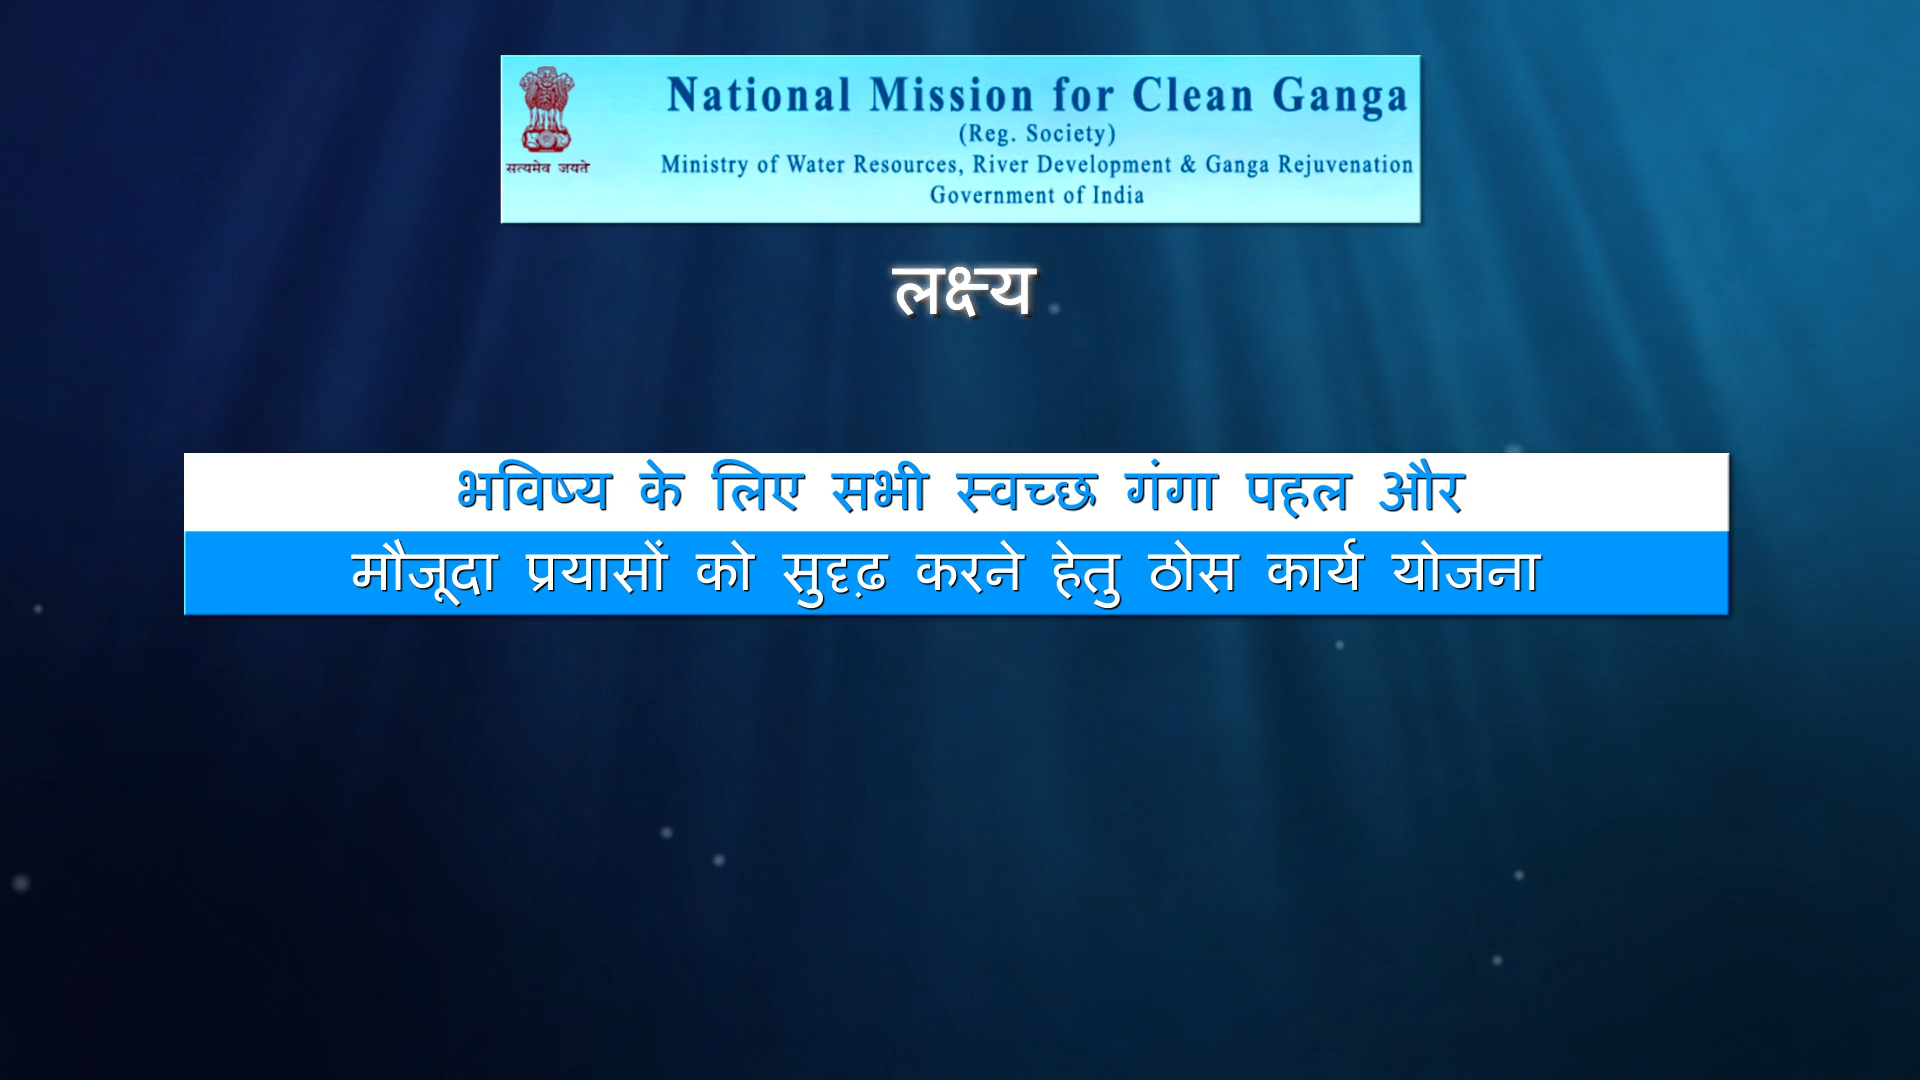 सत्यमेव जयते
National Mission for Clean Ganga
(Reg. Society)
Ministry of Water Resources, River Development & Ganga Rejuvenation
Government of India
लक्ष्य
भविष्य के लिए सभी स्वच्छ गंगा पहल और
मौजूदा प्रयासों को सुदृढ़ करने हेतु ठोस कार्य योजना